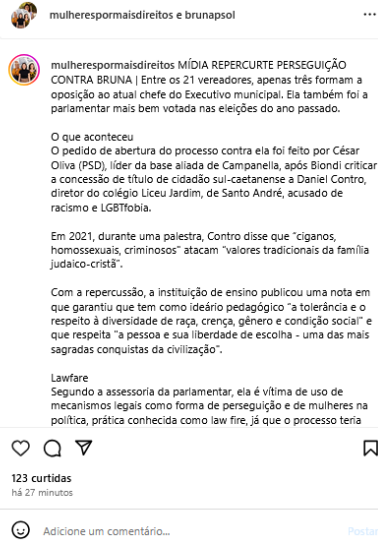 mulherespormaisdireitos e brunapsol
mulherespormaisdireitos MÍDIA REPERCURTE PERSEGUIÇÃO
CONTRA BRUNA | Entre os 21 vereadores, apenas três formam a
oposição ao atual chefe do Executivo municipal. Ela também foi a
parlamentar mais bem votada nas eleições do ano passado.
O que aconteceu
O pedido de abertura do processo contra ela foi feito por César
Oliva (PSD), líder da base aliada de Campanella, após Biondi criticar
a concessão de título de cidadão sul-caetanense a Daniel Contro,
diretor do colégio Liceu Jardim, de Santo André, acusado de
racismo e LGBTfobia.
Em 2021, durante uma palestra, Contro disse que "ciganos,
homossexuais, criminosos" atacam "valores tradicionais da família
judaico-cristã".
Com a repercussão, a instituição de ensino publicou uma nota em
que garantiu que tem como ideário pedagógico "a tolerância e o
respeito à diversidade de raça, crença, gênero e condição social" e
que respeita "a pessoa e sua liberdade de escolha - uma das mais
sagradas conquistas da civilização".
Lawfare
Segundo a assessoria da parlamentar, ela é vítima de uso de
mecanismos legais como forma de perseguição e de mulheres na
política, prática conhecida como law fire, já que o processo teria
123 curtidas
há 27 minutos
Adicione um comentário...
Postar